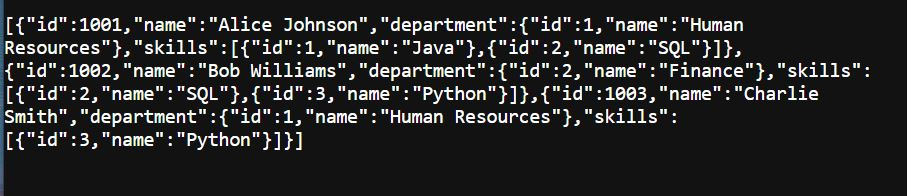 [{"id":1001,"name":"Alice Johnson","department":{"id":1,"name":"Human
Resources"},"skills":[{"id":1,"name":"Java"},{"id":2,"name":"SQL"}]},
{"id":1002,"name":"Bob Williams","department":{"id":2,"name":"Finance"},"skills":
[{"id":2,"name":"SQL"},{"id":3,"name":"Python"}]},{"id":1003,"name":"Charlie
Smith","department":{"id":1,"name":"Human Resources"},"skills":
[{"id":3,"name":"Python"}]}]